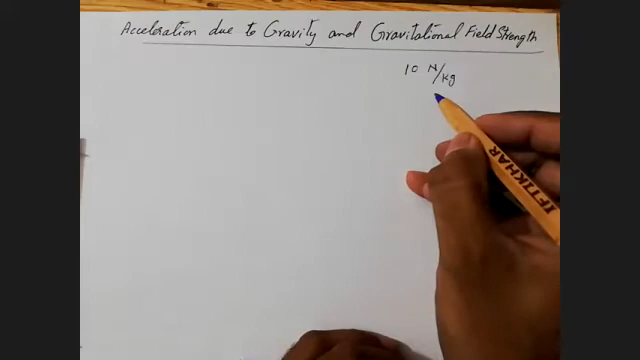 Acceleration due to Gravity and Gravitational Field Strength
10 N/kg
IFTIKHAR